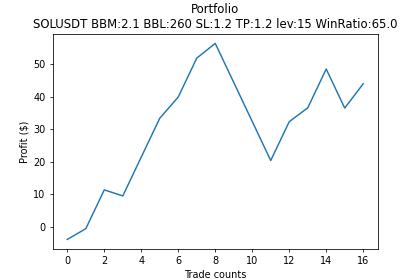 Portfolio
SOLUSDT BBM:2.1 BBL:260 SL:1.2 TP:1.2 lev:15 WinRatio:65.0
50
40
30
20
10
0
Profit ($)
0 2 4 6 8 10 12 14 16
Trade counts